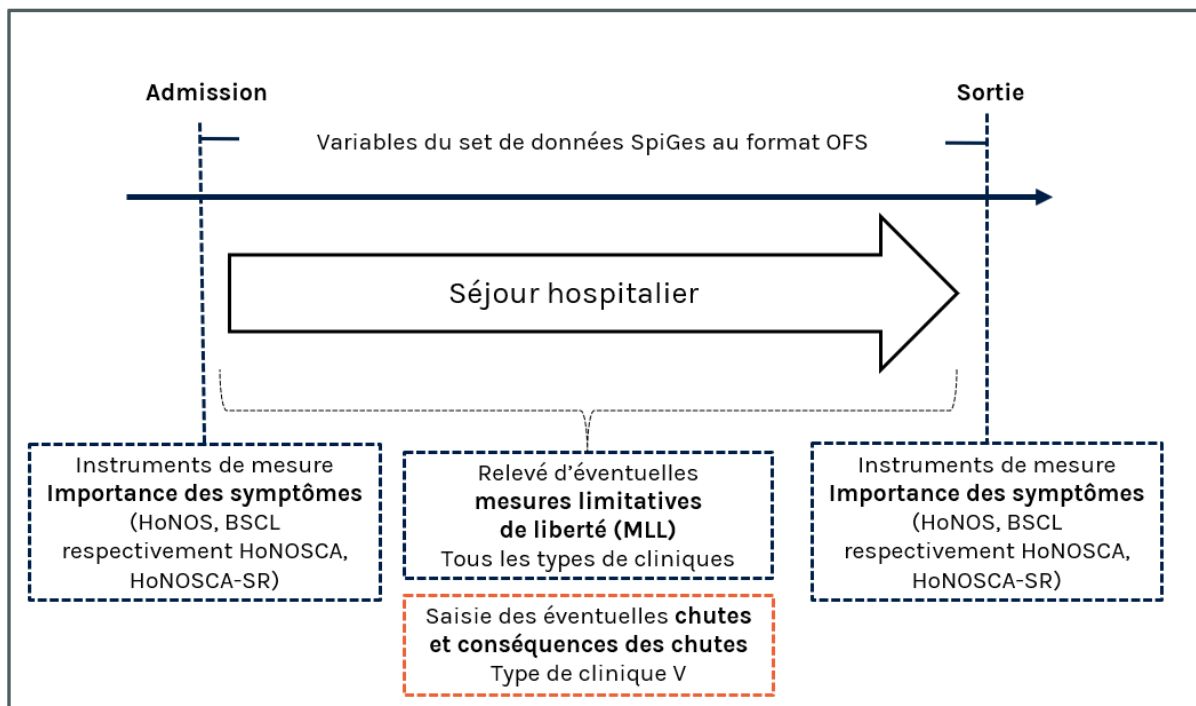 Admission
Sortie
Variables du set de données SpiGes au format OFS
Séjour hospitalier
Instruments de mesure
Importance des symptômes
(HoNOS, BSCL
respectivement HoNOSCA,
HoNOSCA-SR)
Relevé d'éventuelles
mesures limitatives
de liberté (MLL)
Tous les types de cliniques
Saisie des éventuelles chutes
et conséquences des chutes
Type de clinique V
Instruments de mesure
Importance des symptômes
(HoNOS, BSCL
respectivement HoNOSCA,
HoNOSCA-SR)